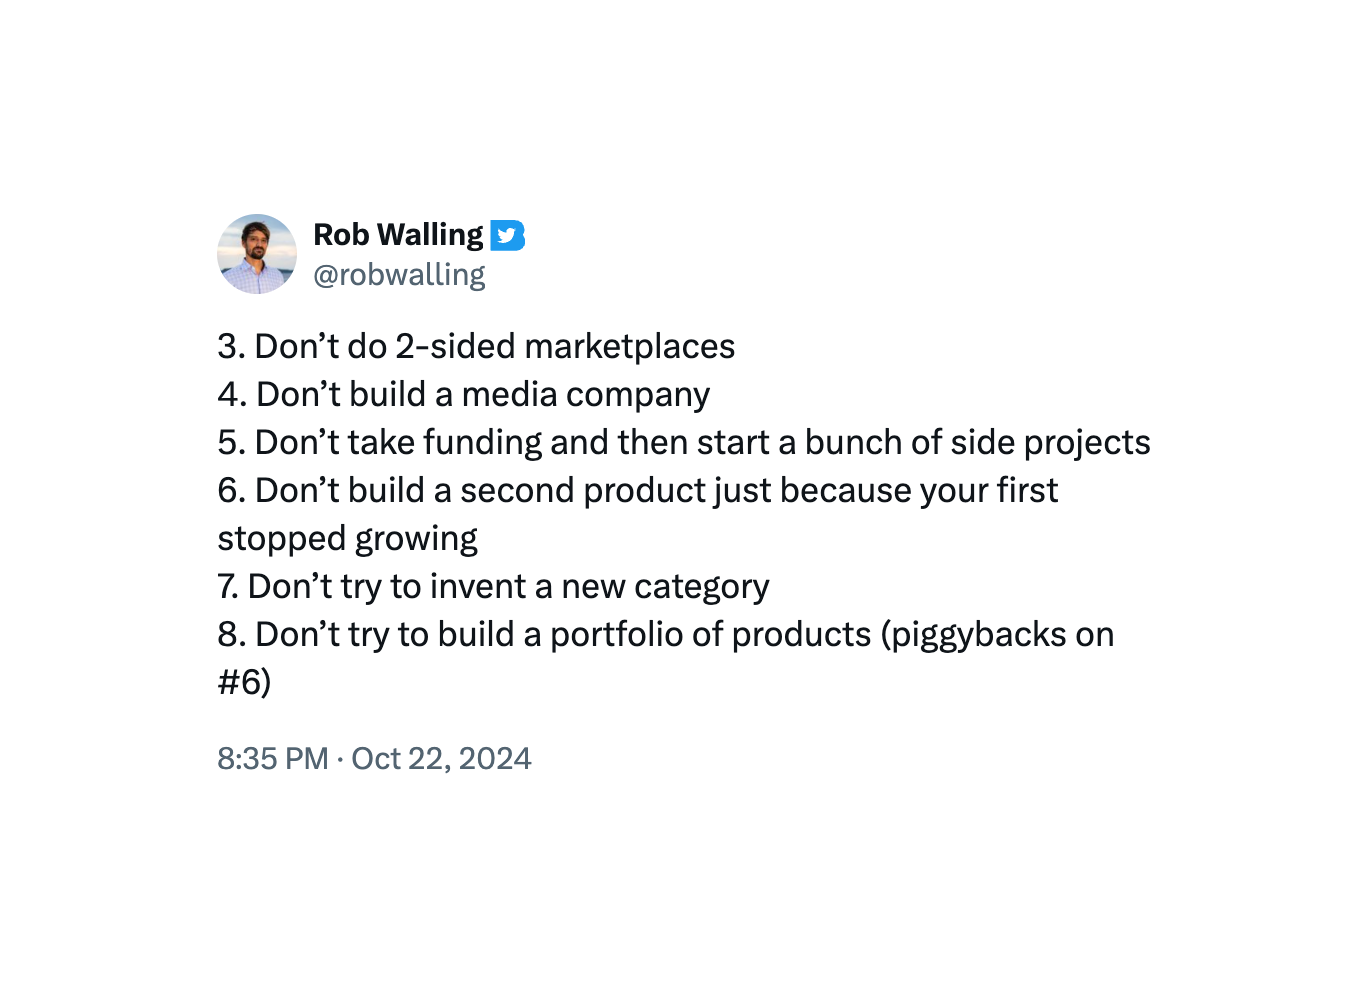 Rob Walling
@robwalling
3. Don’t do 2-sided marketplaces
4. Don’t build a media company
5. Don’t take funding and then start a bunch of side projects
6. Don’t build a second product just because your first
stopped growing
7. Don’t try to invent a new category
8. Don’t try to build a portfolio of products (piggybacks on
#6)
8:35 PM · Oct 22, 2024